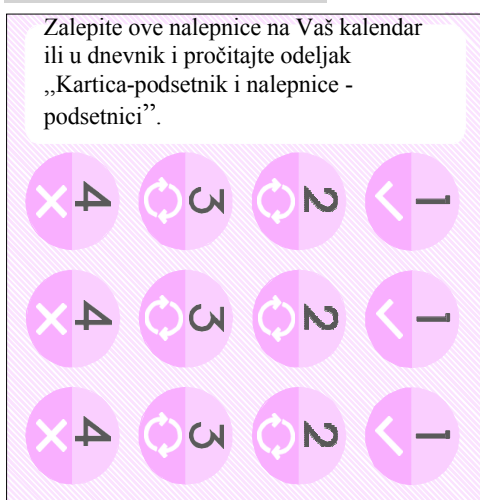 Zalepite ove nalepnice na Vaš kalendar
ili u dnevnik i pročitajte odeljak
,,Kartica-podsetnik i nalepnice -
podsetnici”.
4 3 2 1
4 3 2 1
4 3 2 1